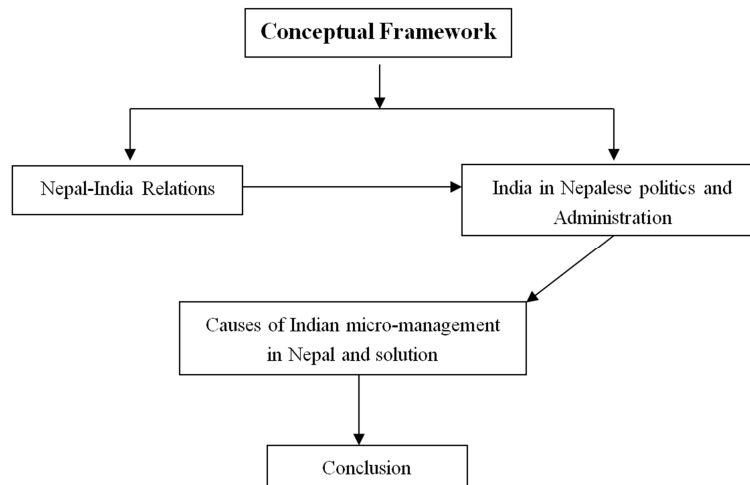 Conceptual Framework
Nepal-India Relations
India in Nepalese politics and
Administration
Causes of Indian micro-management
in Nepal and solution
Conclusion